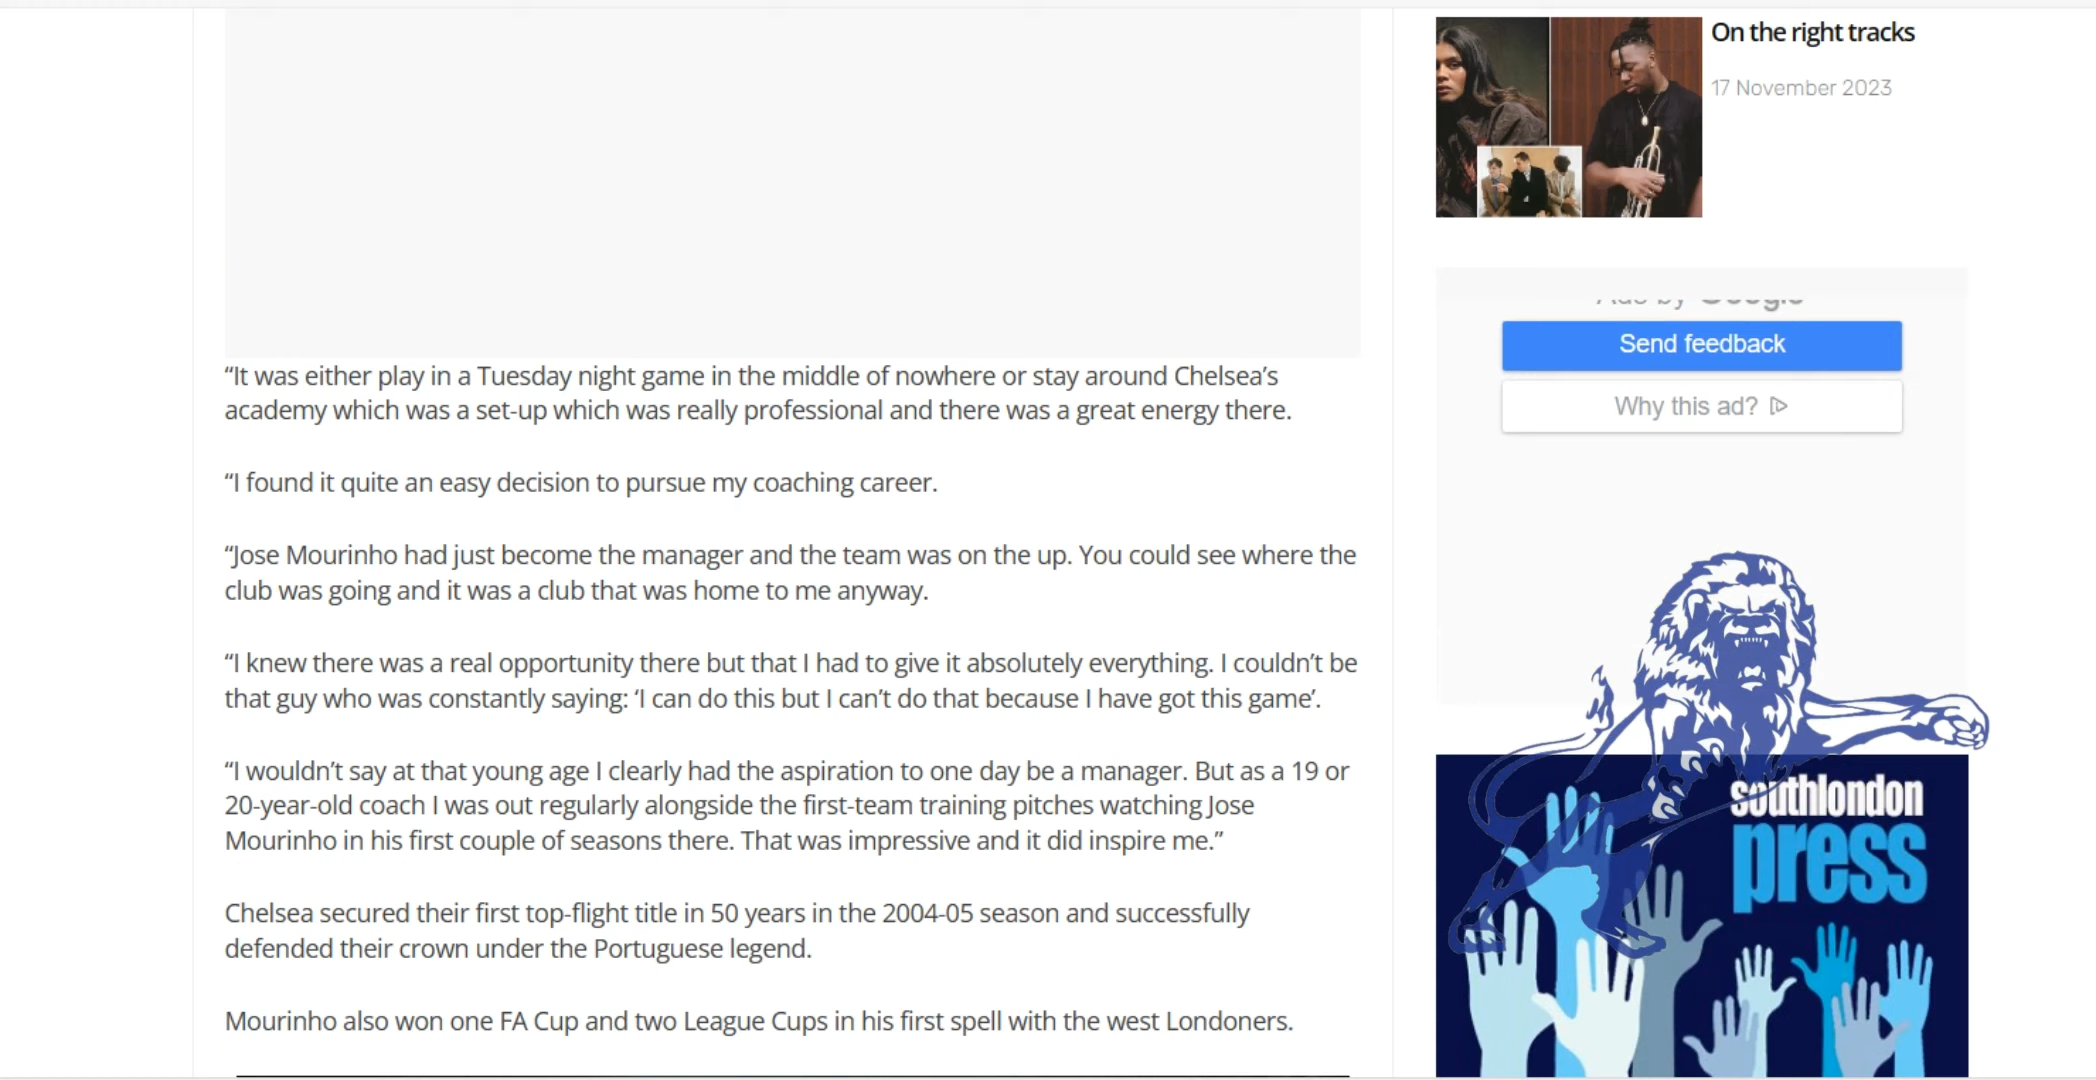 On the right tracks
17 November 2023
Ads by Google
Send feedback
Why this ad?
“It was either play in a Tuesday night game in the middle of nowhere or stay around Chelsea’s
academy which was a set-up which was really professional and there was a great energy there.
“I found it quite an easy decision to pursue my coaching career.
“Jose Mourinho had just become the manager and the team was on the up. You could see where the
club was going and it was a club that was home to me anyway.
“I knew there was a real opportunity there but that I had to give it absolutely everything. I couldn’t be
that guy who was constantly saying: ‘I can do this but I can’t do that because I have got this game’.
“I wouldn’t say at that young age I clearly had the aspiration to one day be a manager. But as a 19 or
20-year-old coach I was out regularly alongside the first-team training pitches watching Jose
Mourinho in his first couple of seasons there. That was impressive and it did inspire me.”
Chelsea secured their first top-flight title in 50 years in the 2004-05 season and successfully
defended their crown under the Portuguese legend.
Mourinho also won one FA Cup and two League Cups in his first spell with the west Londoners.
southlondon
press